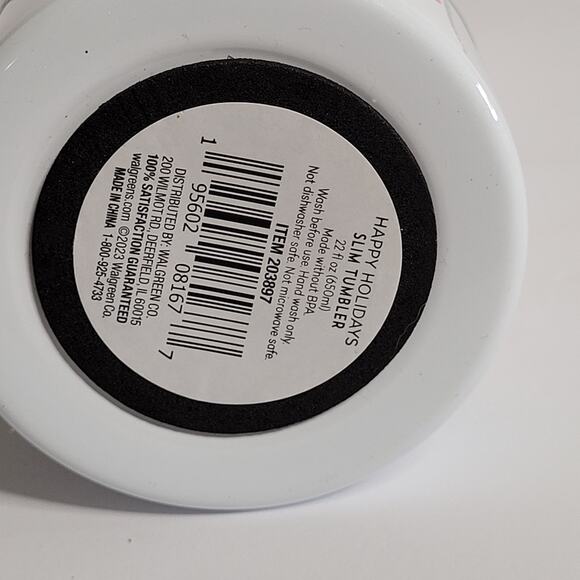 HAPPY HOLIDAYS
SLIM TUMBLER
22 fl oz (650ml)
Made without BPA
Wash before use. Hand wash only.
Not dishwasher safe. Not microwave safe.
ITEM 203897
1 95602 08167 7
DISTRIBUTED BY: WALGREEN CO.
200 WILMOT RD., DEERFIELD, IL 60015
100% SATISFACTION GUARANTEED
walgreens.com ©2023 Walgreen Co.
MADE IN CHINA 1-800-925-4733